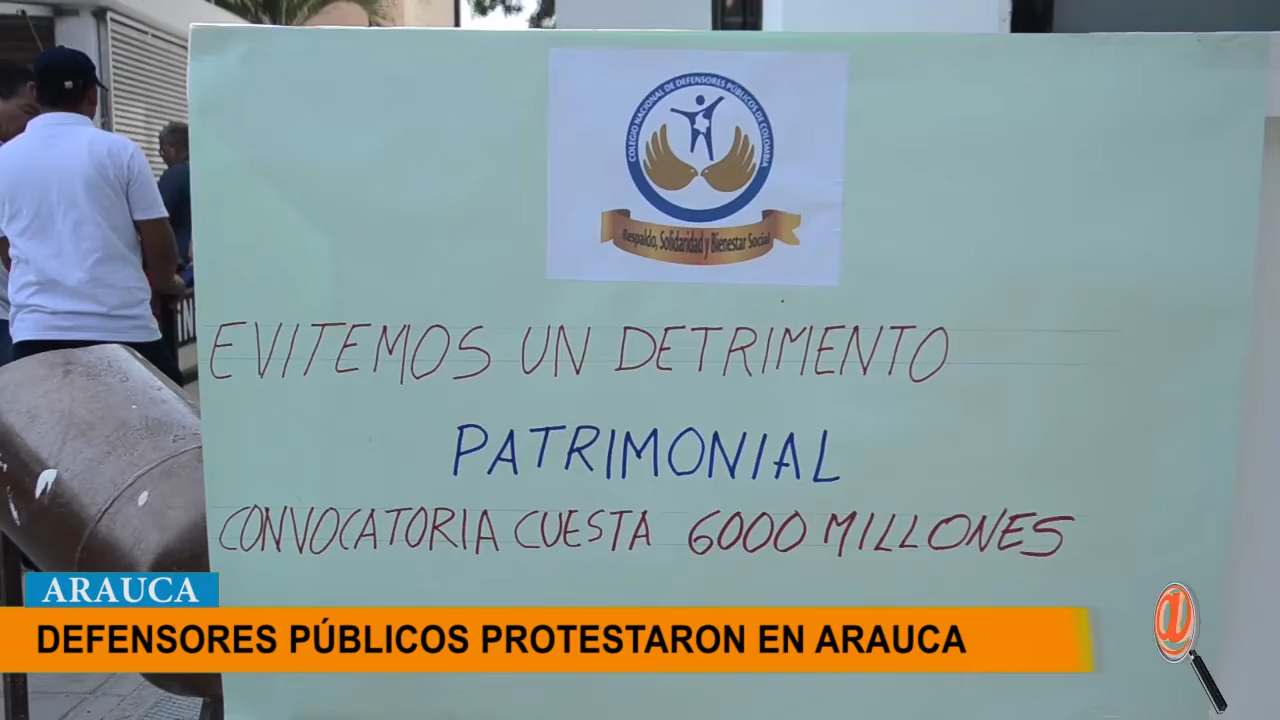 COLEGIO NACIONAL DE DEFENSORES PÚBLICOS DE COLOMBIA
Respaldo, Solidaridad y Bienestar Social
EVITEMOS UN DETRIMENTO
PATRIMONIAL
CONVOCATORIA CUESTA 6000 MILLONES
ARAUCA
DEFENSORES PÚBLICOS PROTESTARON EN ARAUCA